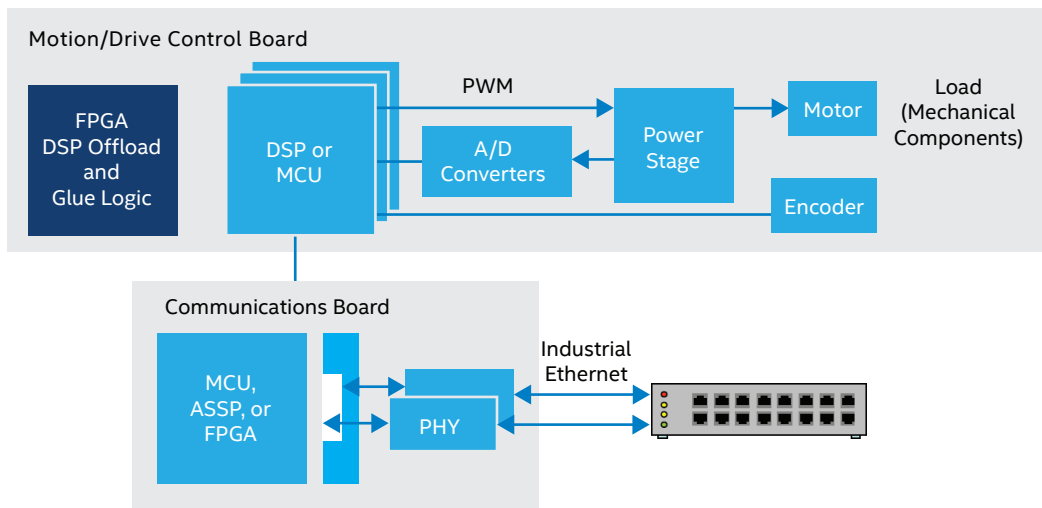 Motion/Drive Control Board
FPGA
DSP Offload
and
Glue Logic
DSP or
MCU
PWM
A/D
Converters
Power
Stage
Motor
Load
(Mechanical
Components)
Encoder
Communications Board
MCU,
ASSP, or
FPGA
PHY
Industrial
Ethernet